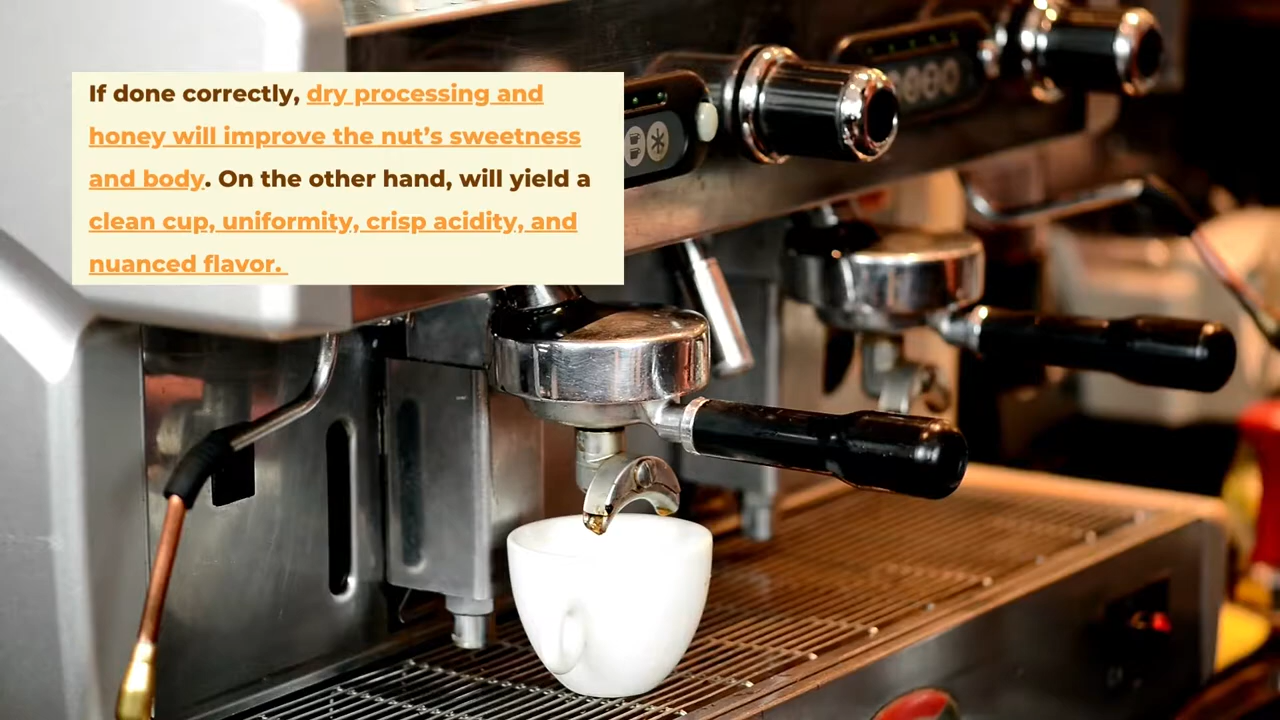 If done correctly, dry processing and
honey will improve the nut’s sweetness
and body. On the other hand, will yield a
clean cup, uniformity, crisp acidity, and
nuanced flavor.